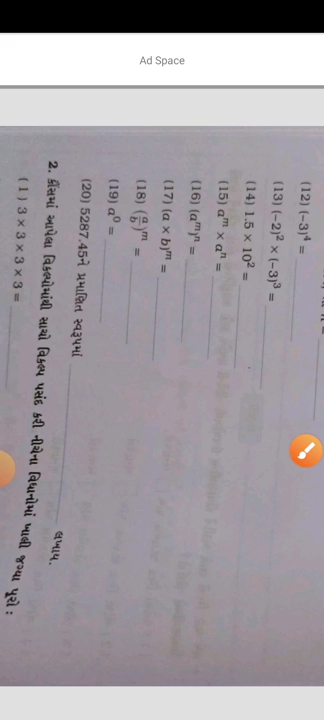 Ad Space
(12) (−3)⁴ =
(13) (−2)² × (−3)³ =
(14) 1.5 × 10² =
(15) aᵐ × aⁿ =
(16) (aᵐ)ⁿ =
(17) (a × b)ᵐ =
(18) (a/b)ᵐ =
(19) a⁰ =
(20) 5287.45ને પ્રમાણિત સ્વરૂપમાં ____ લખાય.
2. કૌંસમાં આપેલા વિકલ્પોમાંથી સાચો વિકલ્પ પસંદ કરી નીચેના વિધાનોમાં ખાલી જગ્યા પૂરો :
(1) 3 × 3 × 3 × 3 =